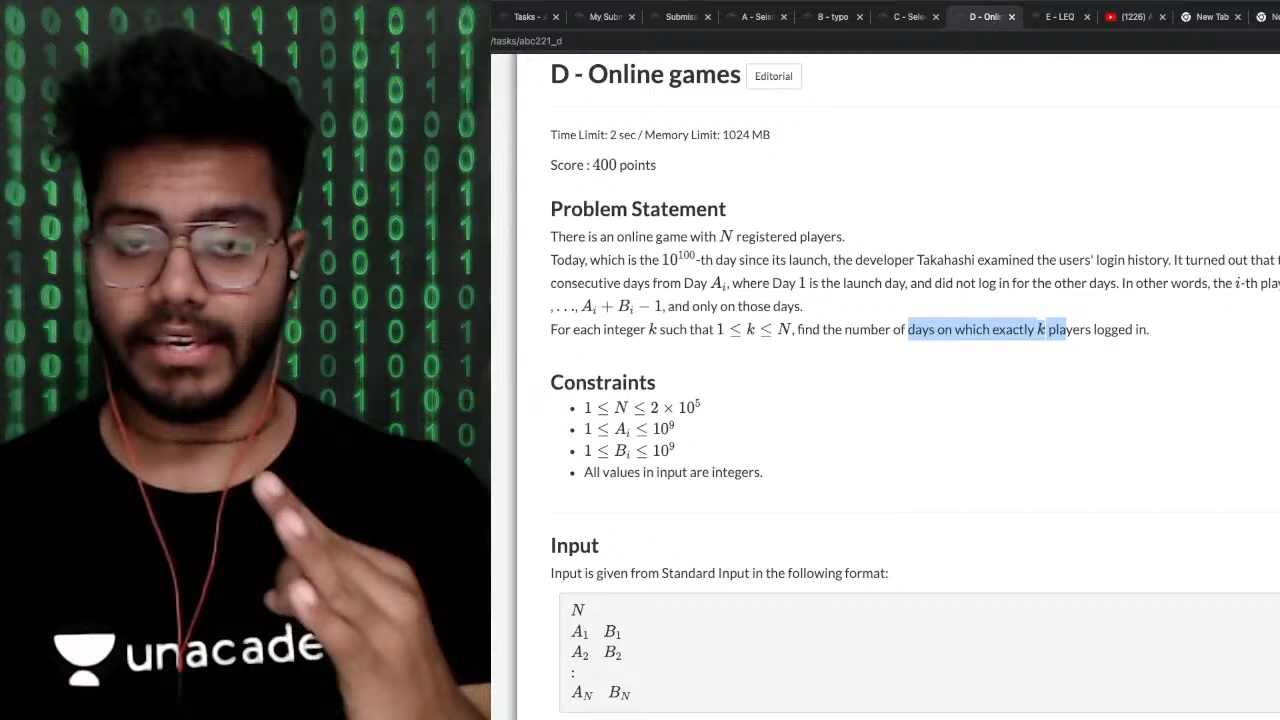 Tasks -
My Subm
Submiss
A - Seis
B - typo
C - Sele
D - Onlin
E - LEQ
(1226)
New Tab
/tasks/abc221_d
D - Online games
Editorial
Time Limit: 2 sec / Memory Limit: 1024 MB
Score : 400 points
Problem Statement
There is an online game with N registered players.
Today, which is the 10^100-th day since its launch, the developer Takahashi examined the users' login history. It turned out that
consecutive days from Day A_i, where Day 1 is the launch day, and did not log in for the other days. In other words, the i-th
, . . . , A_i + B_i − 1, and only on those days.
For each integer k such that 1 ≤ k ≤ N, find the number of days on which exactly k players logged in.
Constraints
• 1 ≤ N ≤ 2 × 10^5
• 1 ≤ A_i ≤ 10^9
• 1 ≤ B_i ≤ 10^9
• All values in input are integers.
Input
Input is given from Standard Input in the following format:
N
A_1 B_1
A_2 B_2
:
A_N B_N
unacade